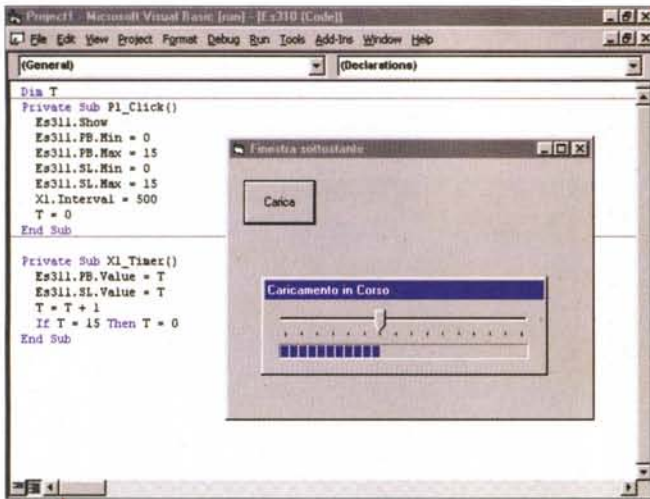 Project1 - Microsoft Visual Basic [run] - [Es310 (Code)]
File Edit View Project Format Debug Run Tools Add-Ins Window Help
(General) (Declarations)
Dim T
Private Sub P1_Click()
Es311.Show
Es311.PB.Min = 0
Es311.PB.Max = 15
Es311.SL.Min = 0
Es311.SL.Max = 15
X1.Interval = 500
T = 0
End Sub
Private Sub X1_Timer()
Es311.PB.Value = T
Es311.SL.Value = T
T = T + 1
If T = 15 Then T = 0
End Sub
Finestra sottostante
Carica
Caricamento in Corso